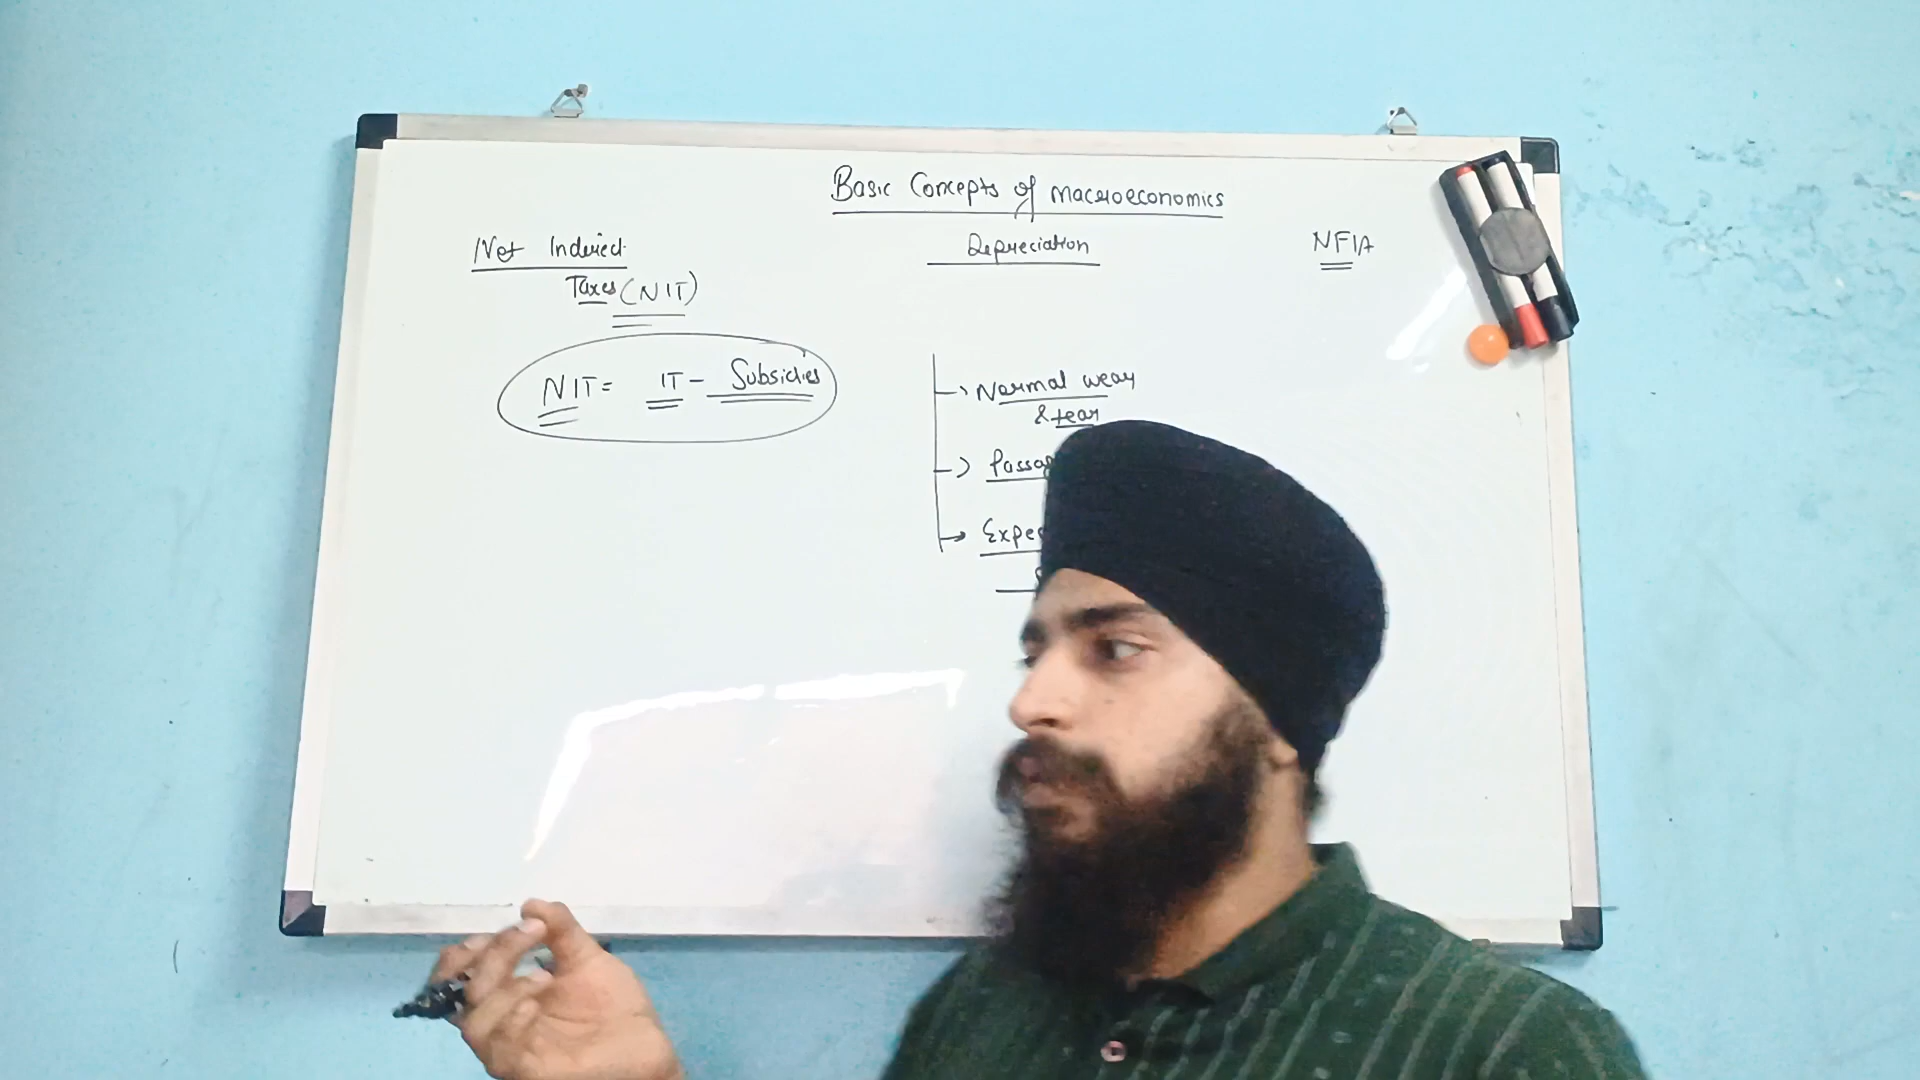 Basic Concepts of Macroeconomics
Net Indirect
Taxes (NIT)
NIT = IT - Subsidies
Depreciation
Normal wear
& tear
NFIA